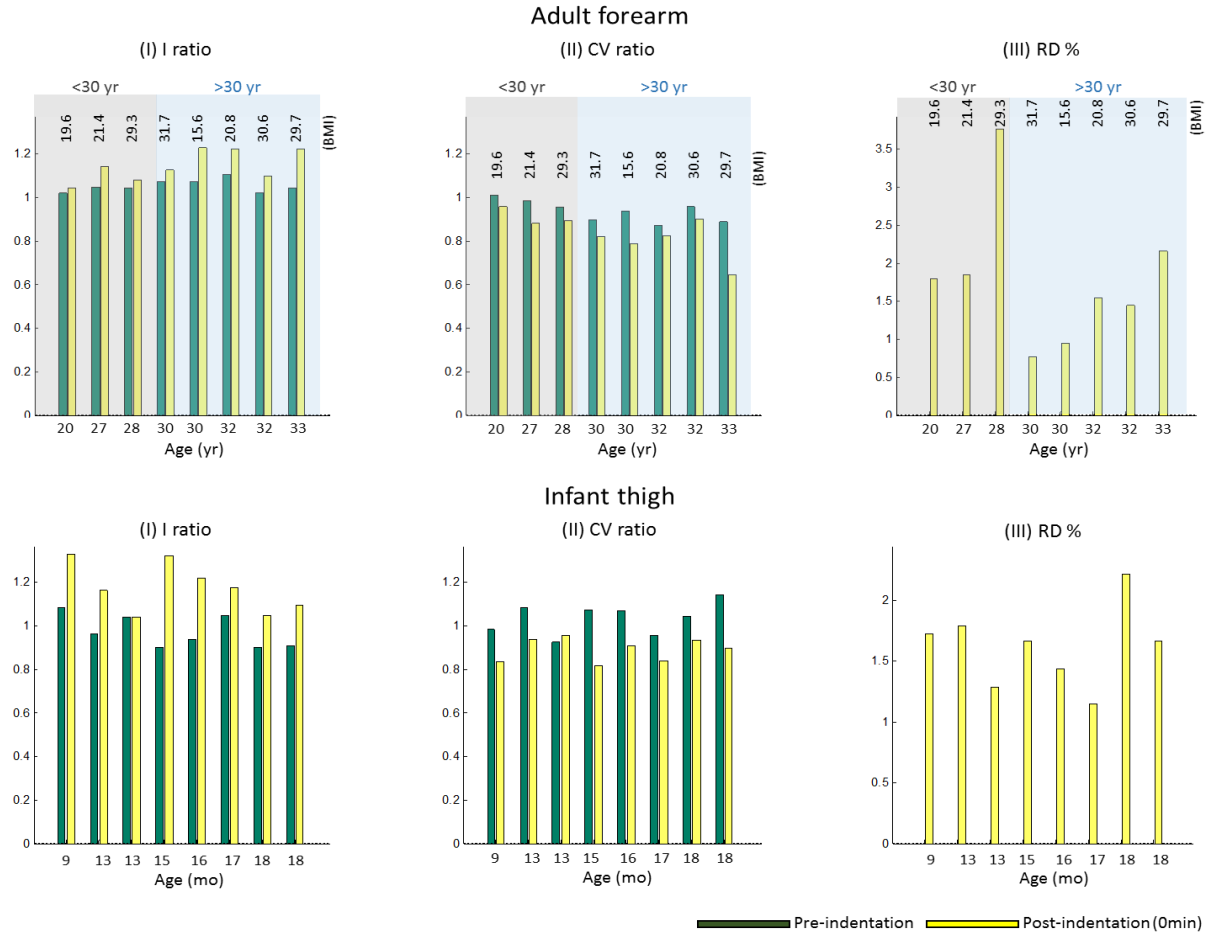 Adult forearm
(I) I ratio
(II) CV ratio
(III) RD %
<30 yr >30 yr
<30 yr >30 yr
<30 yr >30 yr
19.6 21.4 29.3 31.7 15.6 20.8 30.6 29.7 (BMI)
19.6 21.4 29.3 31.7 15.6 20.8 30.6 29.7 (BMI)
19.6 21.4 29.3 31.7 15.6 20.8 30.6 29.7 (BMI)
1.2
1
0.8
0.6
0.4
0.2
0
1.2
1
0.8
0.6
0.4
0.2
0
3.5
3
2.5
2
1.5
1
0.5
0
20 27 28 30 30 32 32 33
Age (yr)
20 27 28 30 30 32 32 33
Age (yr)
20 27 28 30 30 32 32 33
Age (yr)
Infant thigh
(I) I ratio
(II) CV ratio
(III) RD %
1.2
1
0.8
0.6
0.4
0.2
0
1.2
1
0.8
0.6
0.4
0.2
0
2
1.5
1
0.5
0
9 13 13 15 16 17 18 18
Age (mo)
9 13 13 15 16 17 18 18
Age (mo)
9 13 13 15 16 17 18 18
Age (mo)
Pre-indentation Post-indentation (0min)